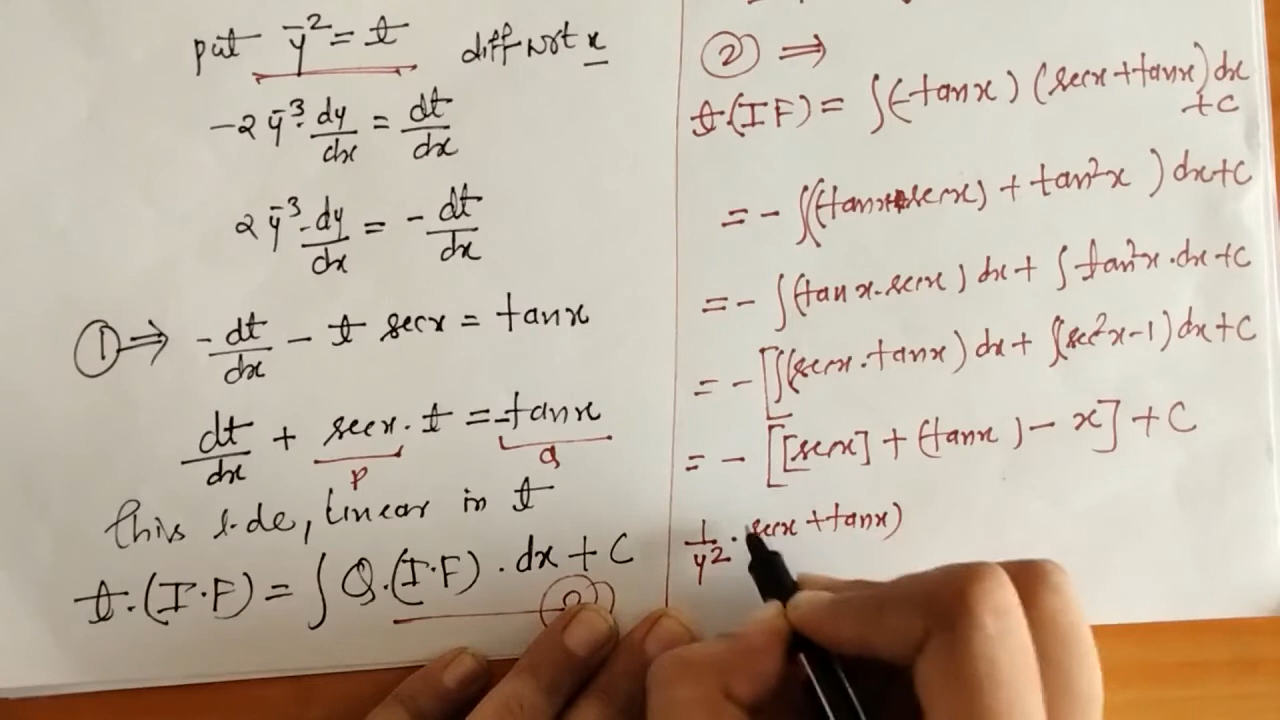 put y⁻² = t diff wrt x
-2 y⁻³ · dy/dx = dt/dx
2 y⁻³ - dy/dx = - dt/dx
① ⇒ - dt/dx - t secx = tanx
dt/dx + secx · t = -tanx
P Q
this l·de, linear in t
t·(I·F) = ∫ Q·(I·F) · dx + C
② ⇒
t·(IF) = ∫(-tanx) (secx + tanx) dx
+ C
= - ∫((tanx·secx) + tan²x ) dx + C
= - ∫(tanx·secx) dx + ∫ tan²x · dx + C
= - [∫(secx·tanx) dx + ∫(sec²x - 1) dx + C
= - [[secx] + (tanx) - x] + C
1/y² · secx + tanx)